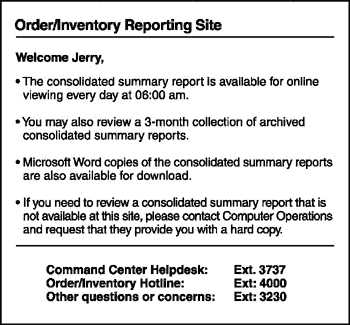 Order/Inventory Reporting Site
Welcome Jerry,
• The consolidated summary report is available for online
viewing every day at 06:00 am.
• You may also review a 3-month collection of archived
consolidated summary reports.
• Microsoft Word copies of the consolidated summary reports
are also available for download.
• If you need to review a consolidated summary report that is
not available at this site, please contact Computer Operations
and request that they provide you with a hard copy.
Command Center Helpdesk: Ext. 3737
Order/Inventory Hotline: Ext: 4000
Other questions or concerns: Ext: 3230